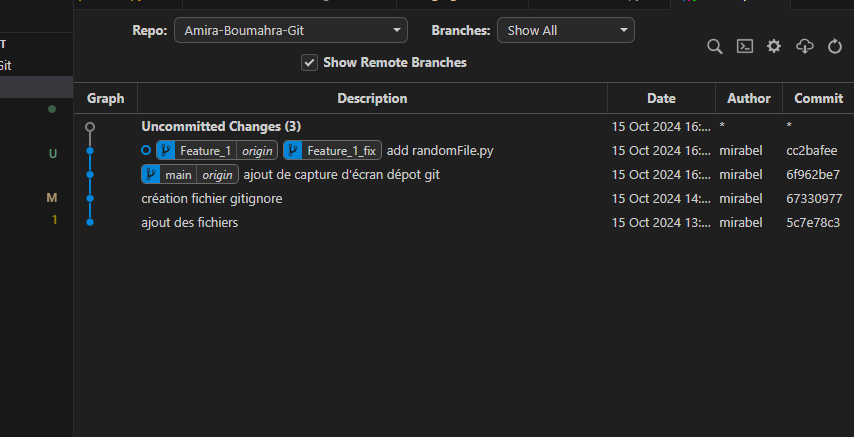 Repo: Amira-Boumahra-Git Branches: Show All
Show Remote Branches
Graph Description Date Author Commit
Uncommitted Changes (3) 15 Oct 2024 16:... * *
Feature_1 origin Feature_1_fix add randomFile.py 15 Oct 2024 16:... mirabel cc2bafee
main origin ajout de capture d'écran dépot git 15 Oct 2024 16:... mirabel 6f962be7
création fichier gitignore 15 Oct 2024 14:... mirabel 67330977
ajout des fichiers 15 Oct 2024 13:... mirabel 5c7e78c3
T
Git
U
M
1